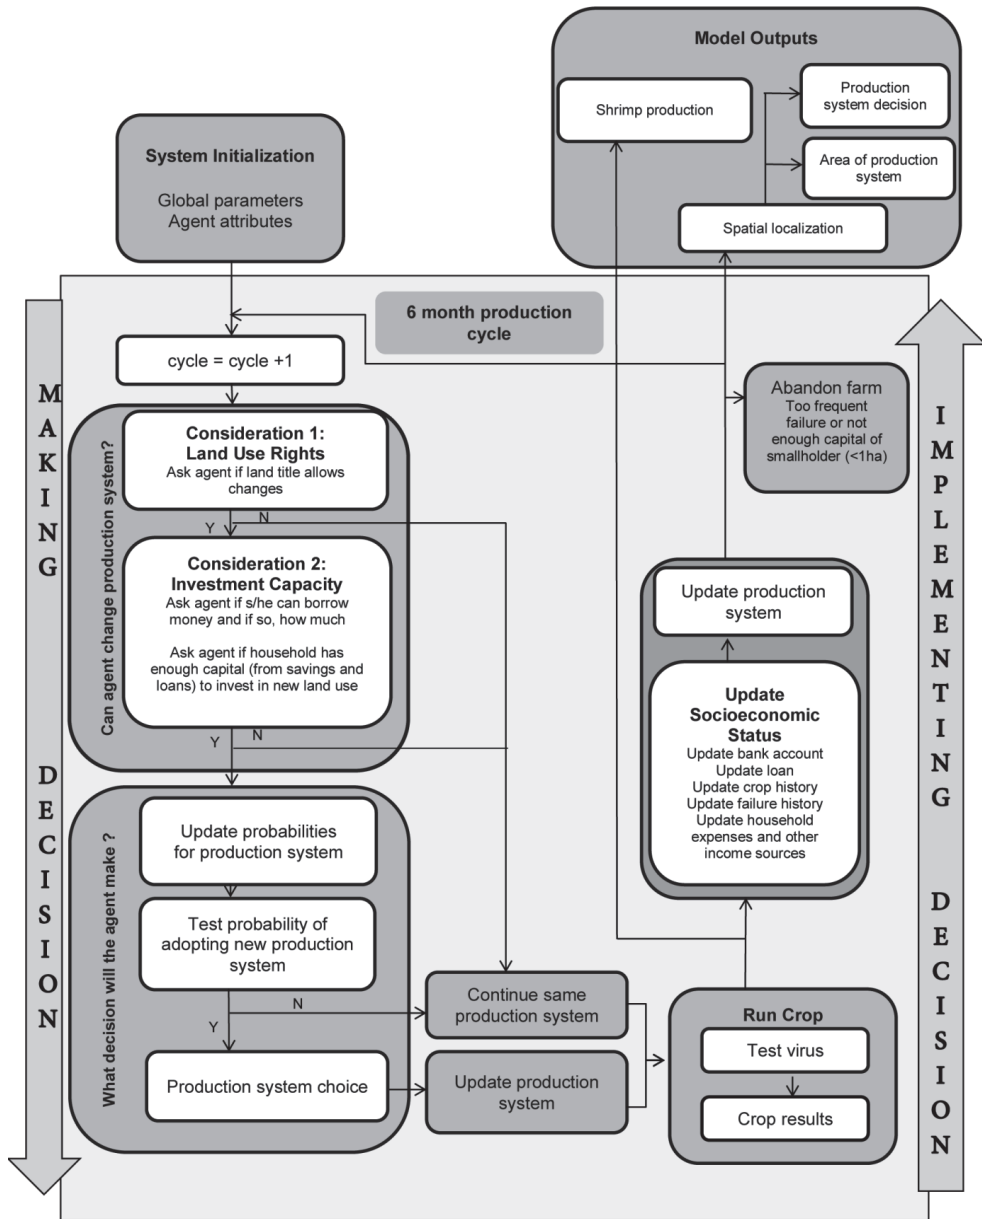 Model Outputs
Shrimp production
Production
system decision
Area of production
system
Spatial localization
System Initialization
Global parameters
Agent attributes
6 month production
cycle
cycle = cycle +1
MAKING DECISION
Can agent change production system?
Consideration 1:
Land Use Rights
Ask agent if land title allows
changes
Y
N
Consideration 2:
Investment Capacity
Ask agent if s/he can borrow
money and if so, how much
Ask agent if household has
enough capital (from savings and
loans) to invest in new land use
Y
N
What decision will the agent make ?
Update probabilities
for production system
Test probability of
adopting new production
system
N
Y
Production system choice
Continue same
production system
Update production
system
Run Crop
Test virus
Crop results
Update production
system
Update
Socioeconomic
Status
Update bank account
Update loan
Update crop history
Update failure history
Update household
expenses and other
income sources
Abandon farm
Too frequent
failure or not
enough capital of
smallholder (<1ha)
IMPLEMENTING DECISION